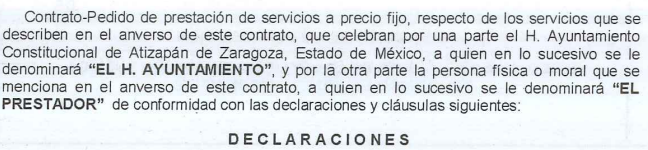 Contrato-Pedido de prestación de servicios a precio fijo, respecto de los servicios que se
describen en el anverso de este contrato, que celebran por una parte el H. Ayuntamiento
Constitucional de Atizapán de Zaragoza, Estado de México, a quien en lo sucesivo se le
denominará "EL H. AYUNTAMIENTO", y por la otra parte la persona física o moral que se
menciona en el anverso de este contrato, a quien en lo sucesivo se le denominará "EL
PRESTADOR" de conformidad con las declaraciones y cláusulas siguientes:
DECLARACIONES